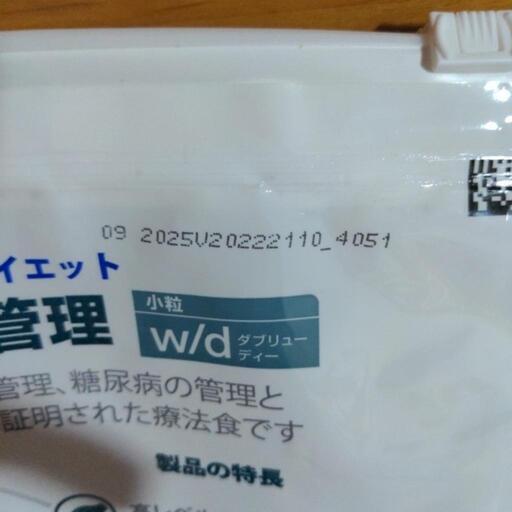 09 2025V20222110_4051
イエット
管理
小粒
w/d ダブリュー
ディー
管理、糖尿病の管理と
証明された療法食です
製品の特長